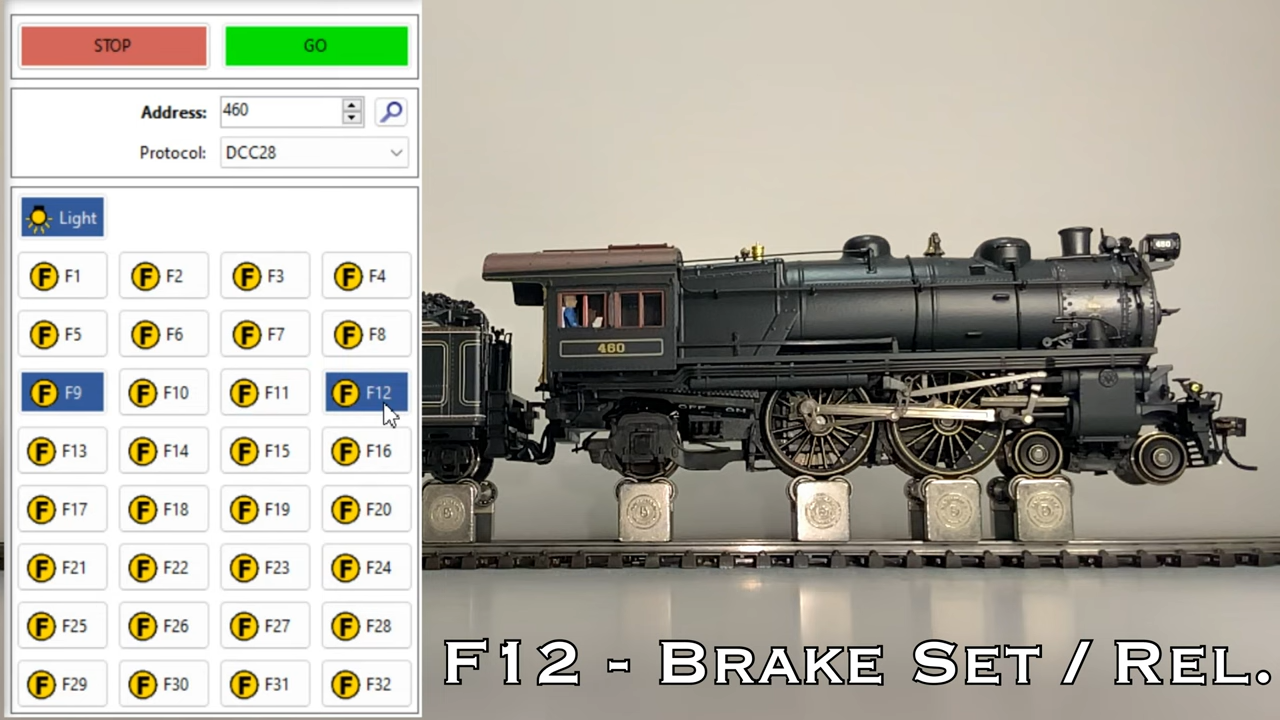 STOP GO
Address: 460
Protocol: DCC28
Light
F F1 F F2 F F3 F F4
F F5 F F6 F F7 F F8
F F9 F F10 F F11 F F12
F F13 F F14 F F15 F F16
F F17 F F18 F F19 F F20
F F21 F F22 F F23 F F24
F F25 F F26 F F27 F F28
F F29 F F30 F F31 F F32
460
460
F12 - BRAKE SET / REL.